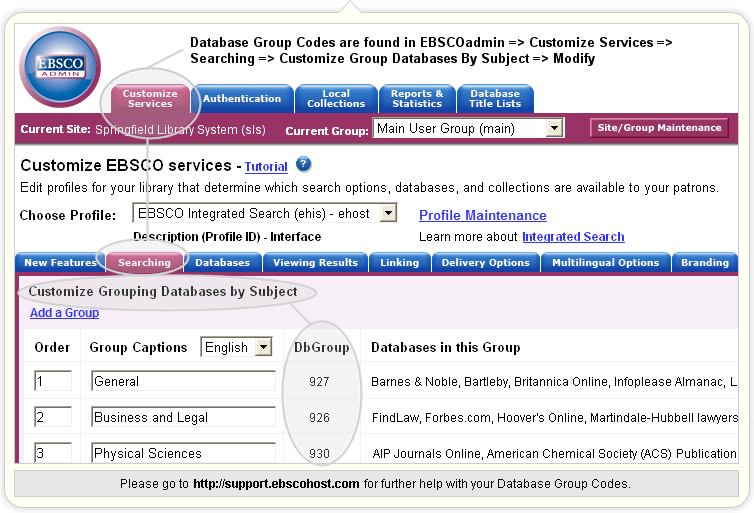 EBSCO
ADMIN
Database Group Codes are found in EBSCOadmin => Customize Services =>
Searching => Customize Group Databases By Subject => Modify
Customize
Services
Authentication
Local
Collections
Reports &
Statistics
Database
Title Lists
Current Site: Springfield Library System (sls)
Current Group: Main User Group (main)
Site/Group Maintenance
Customize EBSCO services - Tutorial ?
Edit profiles for your library that determine which search options, databases, and collections are available to your patrons.
Choose Profile: EBSCO Integrated Search (ehis) - ehost
Profile Maintenance
Description (Profile ID) - Interface
Learn more about Integrated Search
New Features
Searching
Databases
Viewing Results
Linking
Delivery Options
Multilingual Options
Branding
Customize Grouping Databases by Subject
Add a Group
Order Group Captions English DbGroup Databases in this Group
1 General 927 Barnes & Noble, Bartleby, Britannica Online, Infoplease Almanac, L
2 Business and Legal 926 FindLaw, Forbes.com, Hoover's Online, Martindale-Hubbell lawyers
3 Physical Sciences 930 AIP Journals Online, American Chemical Society (ACS) Publication
Please go to http://support.ebscohost.com for further help with your Database Group Codes.